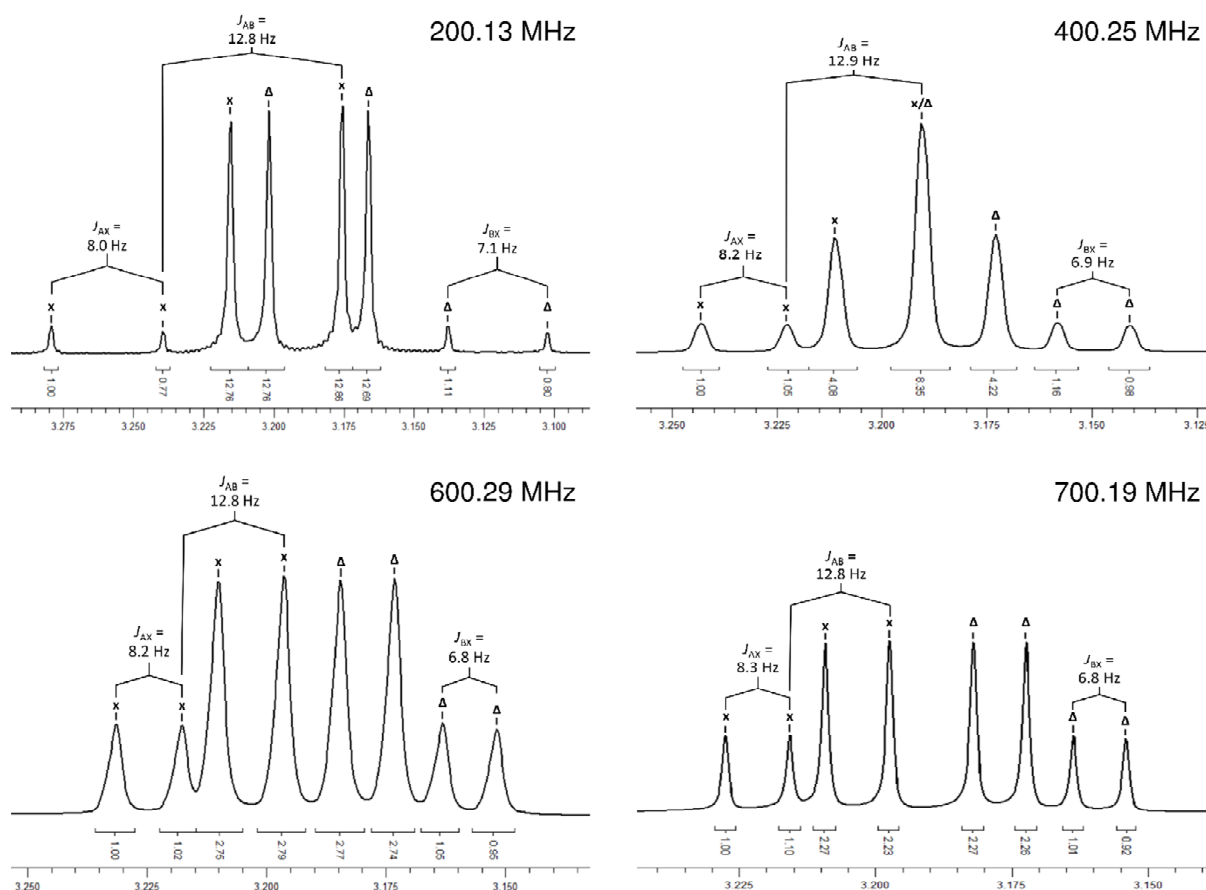 200.13 MHz
J_AB =
12.8 Hz
x
Δ
x
Δ
J_AX =
8.0 Hz
J_BX =
7.1 Hz
x
x
Δ
Δ
1.00
0.77
12.76
12.76
12.86
12.69
1.11
0.80
3.275
3.250
3.225
3.200
3.175
3.150
3.125
3.100
400.25 MHz
J_AB =
12.9 Hz
x/Δ
x
Δ
J_AX =
8.2 Hz
J_BX =
6.9 Hz
x
x
Δ
Δ
1.00
1.05
4.08
8.35
4.22
1.16
0.98
3.250
3.225
3.200
3.175
3.150
3.125
600.29 MHz
J_AB =
12.8 Hz
x
x
Δ
Δ
J_AX =
8.2 Hz
J_BX =
6.8 Hz
x
x
Δ
Δ
1.00
1.02
2.75
2.79
2.77
2.74
1.05
0.95
3.250
3.225
3.200
3.175
3.150
700.19 MHz
J_AB =
12.8 Hz
x
x
Δ
Δ
J_AX =
8.3 Hz
J_BX =
6.8 Hz
x
x
Δ
Δ
1.00
1.10
2.27
2.23
2.27
2.26
1.01
0.92
3.225
3.200
3.175
3.150